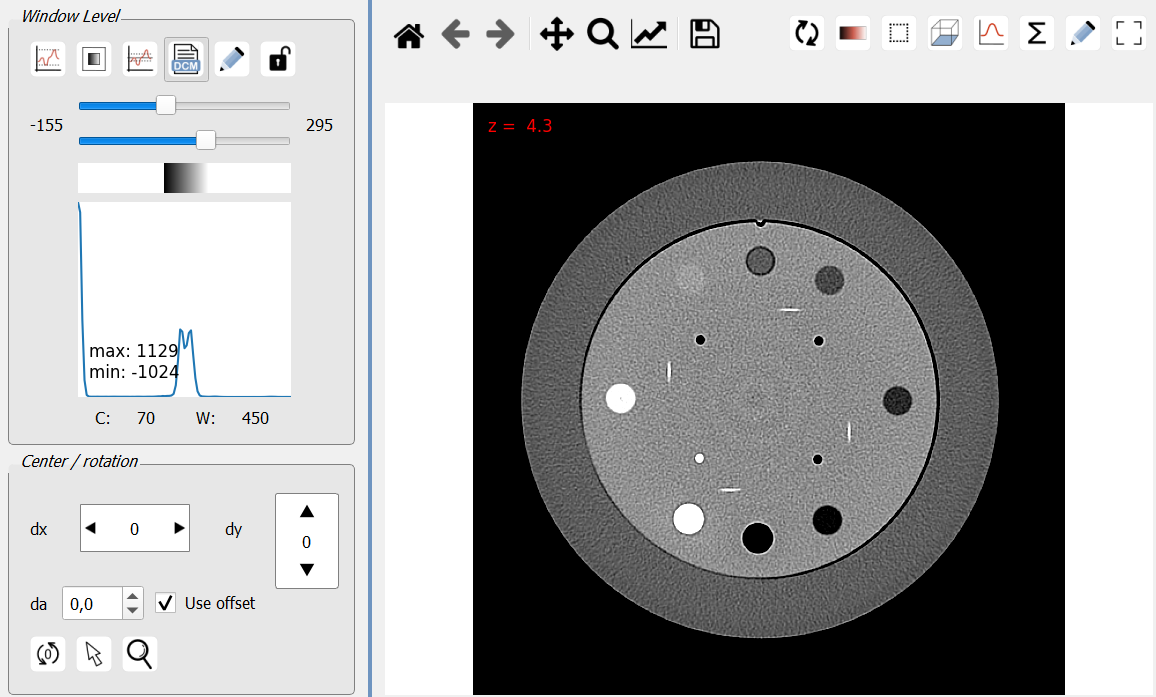 Window Level
DCM
-155
295
max: 1129
min: -1024
C: 70 W: 450
Center / rotation
dx 0 dy 0
da 0,0 Use offset
0
Σ
z = 4.3